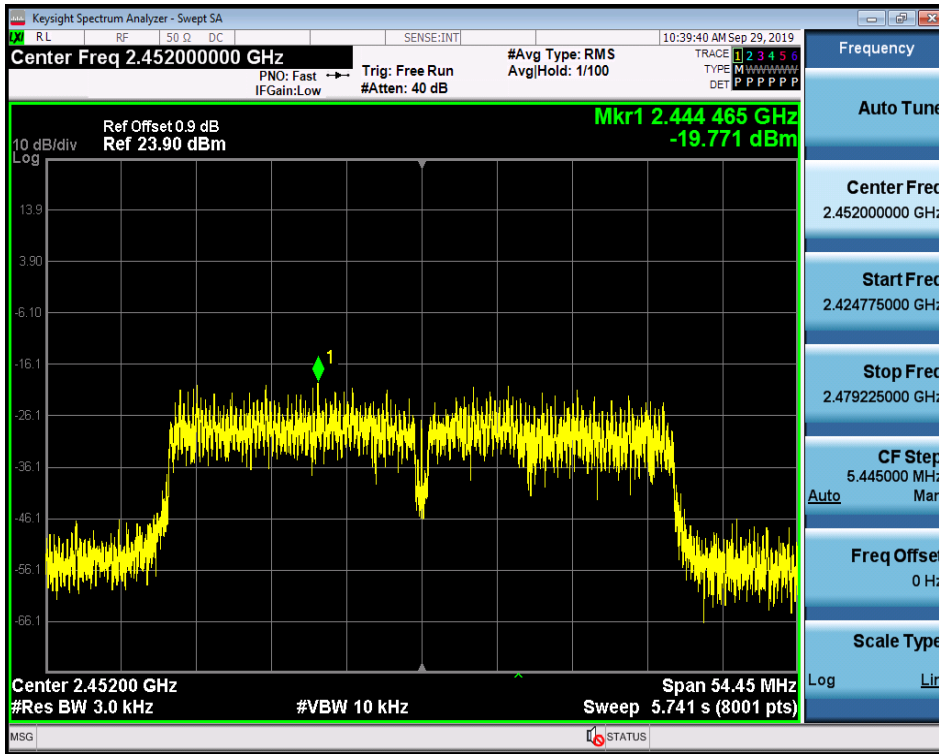 Keysight Spectrum Analyzer - Swept SA
LXI RL RF 50 Ω DC SENSE:INT 10:39:40 AM Sep 29, 2019
Center Freq 2.452000000 GHz
PNO: Fast
IFGain:Low
Trig: Free Run
#Atten: 40 dB
#Avg Type: RMS
Avg|Hold: 1/100
TRACE 1 2 3 4 5 6
TYPE M W W W W W
DET P P P P P P
Mkr1 2.444 465 GHz
-19.771 dBm
Ref Offset 0.9 dB
10 dB/div Ref 23.90 dBm
Log
13.9
3.90
-6.10
-16.1
-26.1
-36.1
-46.1
-56.1
-66.1
1
Center 2.45200 GHz Span 54.45 MHz
#Res BW 3.0 kHz #VBW 10 kHz Sweep 5.741 s (8001 pts)
MSG STATUS
Frequency
Auto Tune
Center Freq
2.452000000 GHz
Start Freq
2.424775000 GHz
Stop Freq
2.479225000 GHz
CF Step
5.445000 MHz
Auto Man
Freq Offset
0 Hz
Scale Type
Log Lin